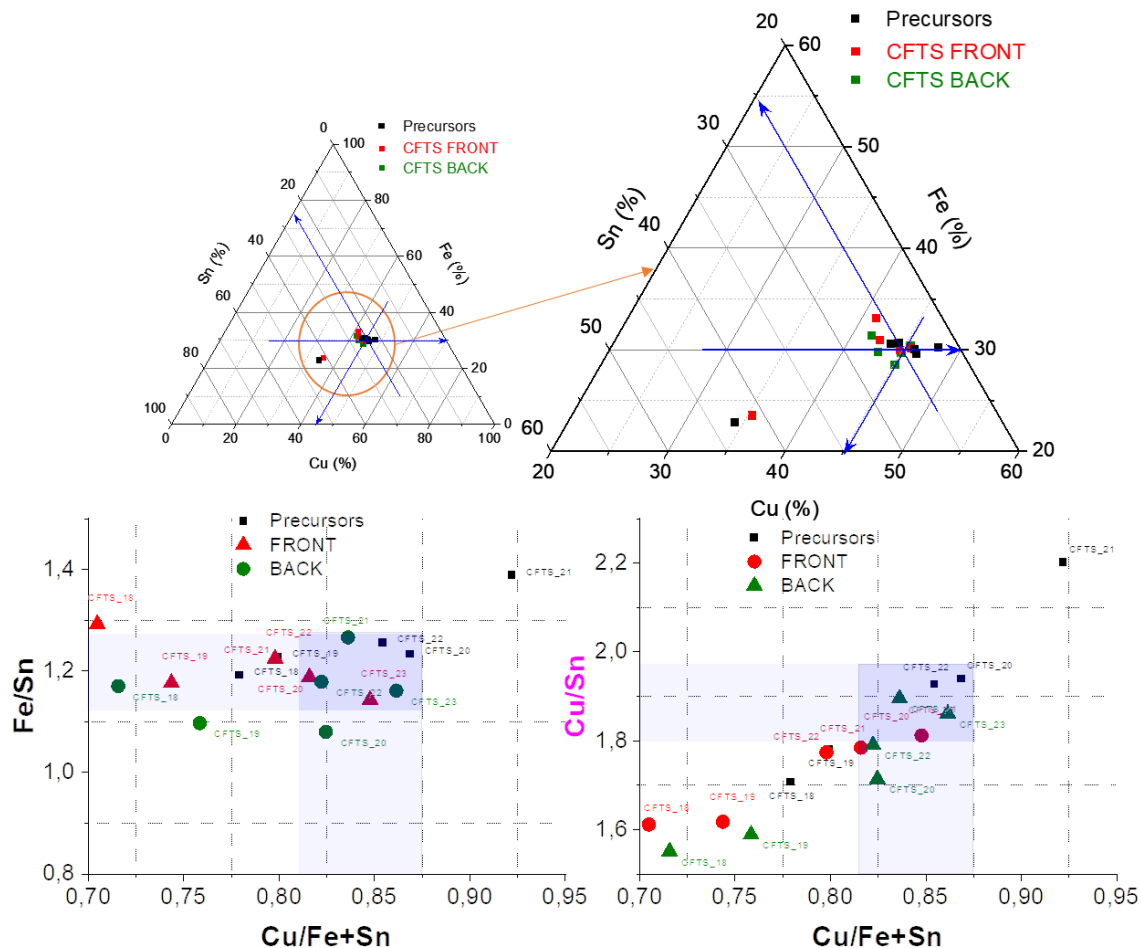 Precursors
CFTS FRONT
CFTS BACK
0
20
40
60
80
100
Sn (%)
100
80
60
40
20
0
Fe (%)
0
20
40
60
80
100
Cu (%)
Precursors
CFTS FRONT
CFTS BACK
20
30
40
50
60
Sn (%)
60
50
40
30
20
Fe (%)
20
30
40
50
60
Cu (%)
Precursors
FRONT
BACK
1,4
1,2
1,0
0,8
Fe/Sn
CFTS_21
CFTS_18
CFTS_22
CFTS_21
CFTS_22
CFTS_20
CFTS_19
CFTS_21
CFTS_19
CFTS_18
CFTS_20
CFTS_23
CFTS_18
CFTS_22
CFTS_23
CFTS_19
CFTS_20
0,70
0,75
0,80
0,85
0,90
0,95
Cu/Fe+Sn
Precursors
FRONT
BACK
2,2
2,0
1,8
1,6
Cu/Sn
CFTS_21
CFTS_22
CFTS_20
CFTS_20
CFTS_23
CFTS_22
CFTS_21
CFTS_19
CFTS_22
CFTS_18
CFTS_20
CFTS_18
CFTS_19
CFTS_18
CFTS_19
0,70
0,75
0,80
0,85
0,90
0,95
Cu/Fe+Sn